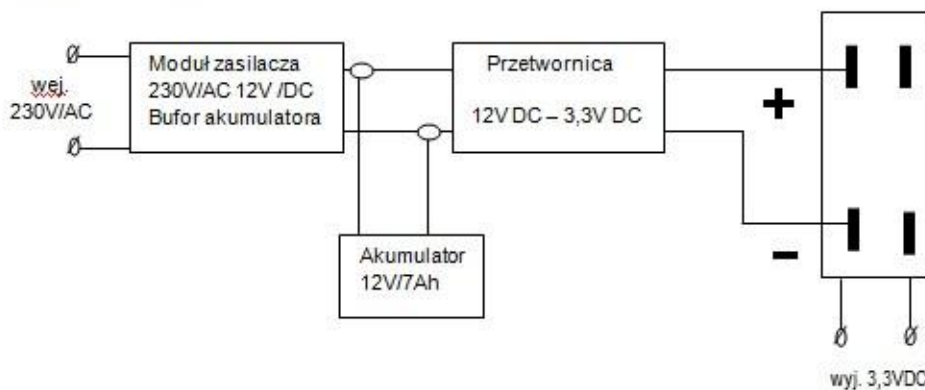 wej.
230V/AC
Moduł zasilacza
230V/AC 12V /DC
Bufor akumulatora
Przetwornica
12V DC – 3,3V DC
+
-
Akumulator
12V/7Ah
wyj. 3,3VDC